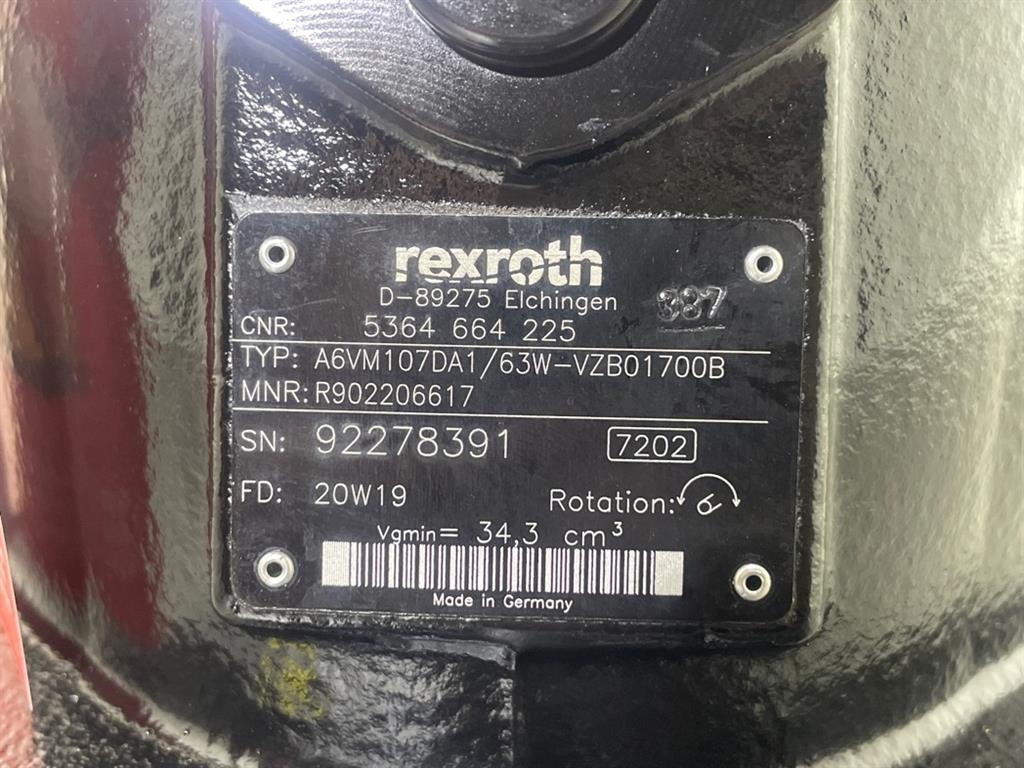 rexroth
D-89275 Elchingen
387
CNR: 5364 664 225
TYP: A6VM107DA1/63W-VZB01700B
MNR: R902206617
SN: 92278391 7202
FD: 20W19 Rotation:
Vgmin= 34,3 cm³
Made in Germany